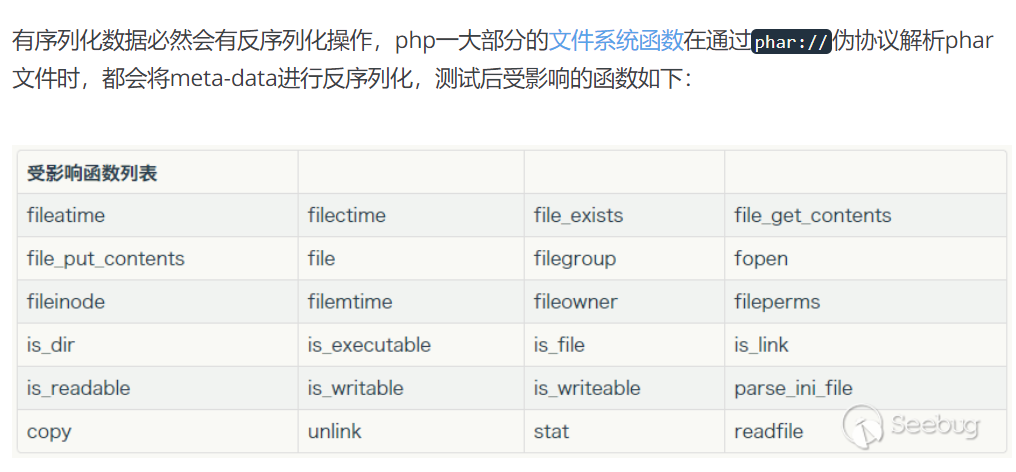 有序列化数据必然会有反序列化操作，php一大部分的文件系统函数在通过phar://伪协议解析phar
文件时，都会将meta-data进行反序列化，测试后受影响的函数如下：
受影响函数列表
fileatime filectime file_exists file_get_contents
file_put_contents file filegroup fopen
fileinode filemtime fileowner fileperms
is_dir is_executable is_file is_link
is_readable is_writable is_writeable parse_ini_file
copy unlink stat readfile
Seebug